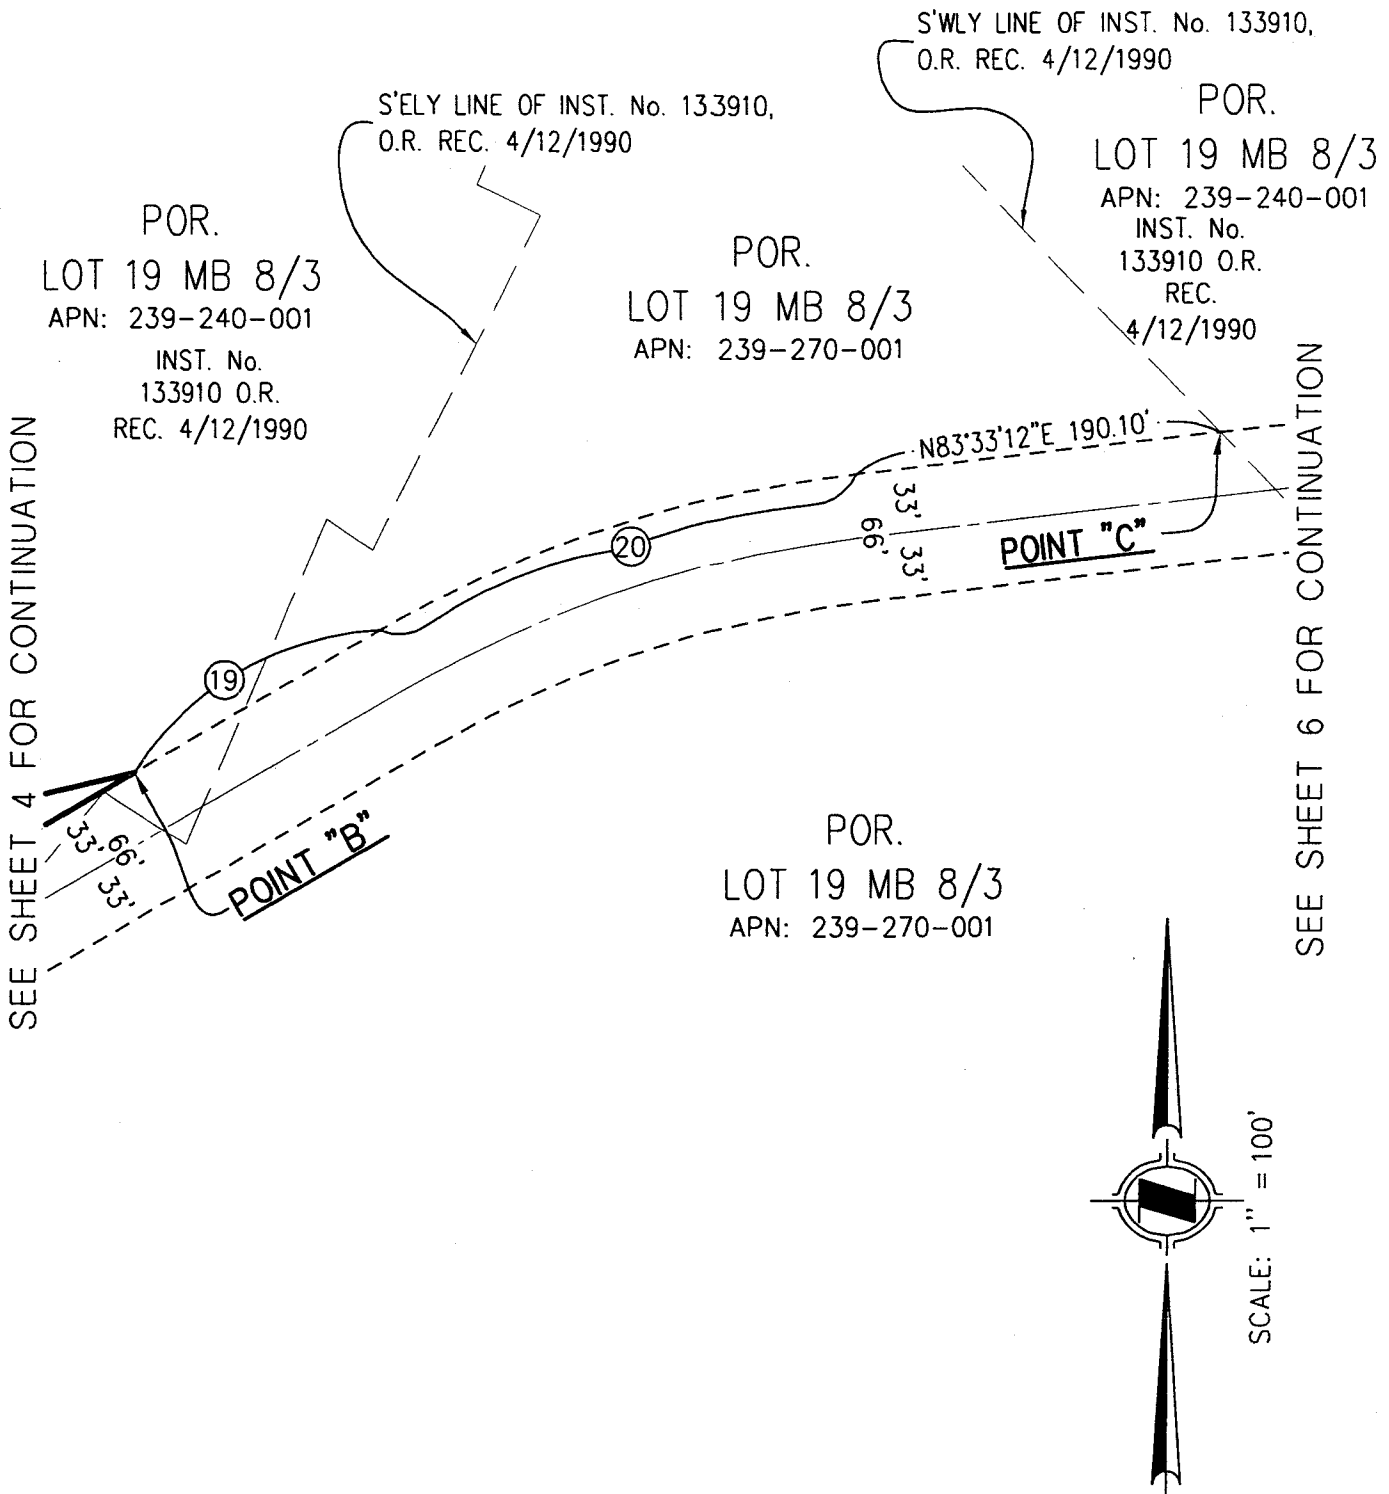 S'WLY LINE OF INST. No. 133910,
O.R. REC. 4/12/1990
S'ELY LINE OF INST. No. 133910,
O.R. REC. 4/12/1990
POR.
LOT 19 MB 8/3
APN: 239-240-001
INST. No.
133910 O.R.
REC.
4/12/1990
POR.
LOT 19 MB 8/3
APN: 239-240-001
INST. No.
133910 O.R.
REC. 4/12/1990
POR.
LOT 19 MB 8/3
APN: 239-270-001
SEE SHEET 4 FOR CONTINUATION
SEE SHEET 6 FOR CONTINUATION
N83°33'12"E 190.10'
33'
66'
33'
20
POINT "C"
19
33'
66'
33'
POINT "B"
POR.
LOT 19 MB 8/3
APN: 239-270-001
SCALE: 1" = 100'